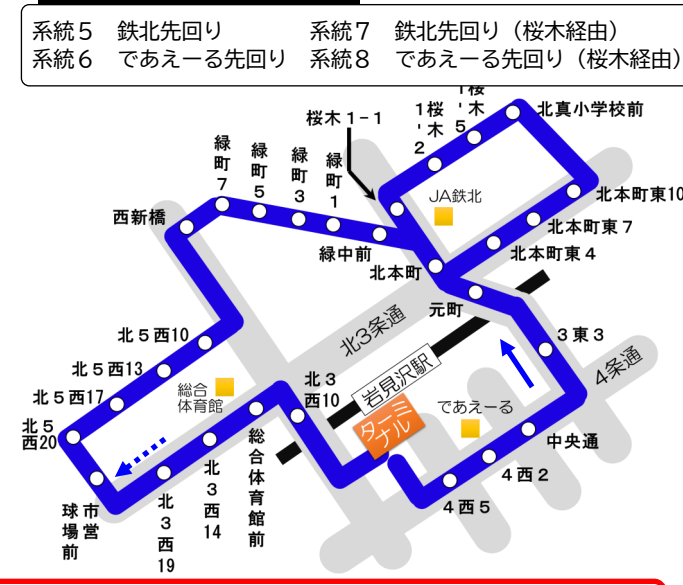 系統5 鉄北先回り 系統7 鉄北先回り(桜木経由)
系統6 であえーる先回り 系統8 であえーる先回り(桜木経由)
桜木1-1
1桜'木2
1桜'木5
北真小学校前
緑町7
緑町5
緑町3
緑町1
JA鉄北
北本町東10
西新橋
北本町東7
緑中前
北本町東4
北本町
元町
北3条通
北5西10
3東3
北5西13
岩見沢駅
4条通
総合
体育館
北3
西10
北5西17
であえーる
ターミ
ナル
北5
西20
中央通
総合体育館前
4西2
北3西14
4西5
市営
球場前
北3西19